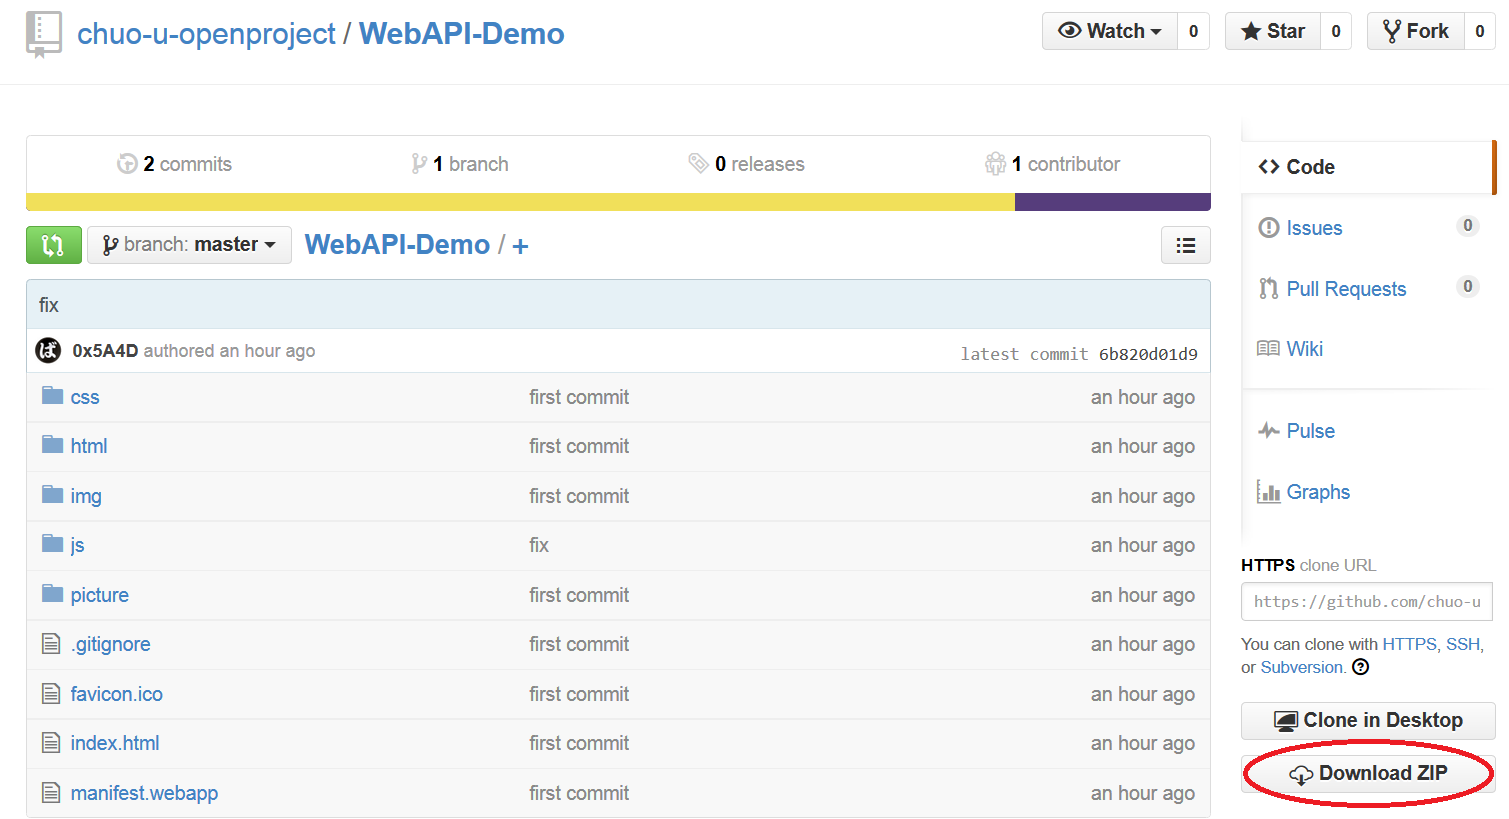 chuo-u-openproject / WebAPI-Demo
Watch 0 Star 0 Fork 0
2 commits 1 branch 0 releases 1 contributor
branch: master WebAPI-Demo / +
fix
ば 0x5A4D authored an hour ago latest commit 6b820d01d9
css first commit an hour ago
html first commit an hour ago
img first commit an hour ago
js fix an hour ago
picture first commit an hour ago
.gitignore first commit an hour ago
favicon.ico first commit an hour ago
index.html first commit an hour ago
manifest.webapp first commit an hour ago
Code
Issues 0
Pull Requests 0
Wiki
Pulse
Graphs
HTTPS clone URL
https://github.com/chuo-u
You can clone with HTTPS, SSH,
or Subversion. ?
Clone in Desktop
Download ZIP